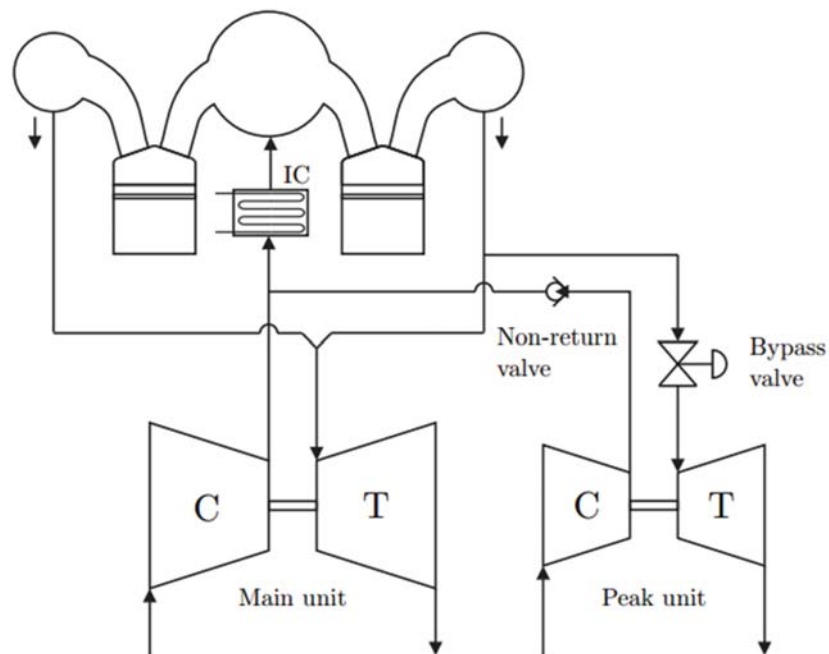 IC
Non-return
valve
Bypass
valve
C
T
C
T
Main unit
Peak unit